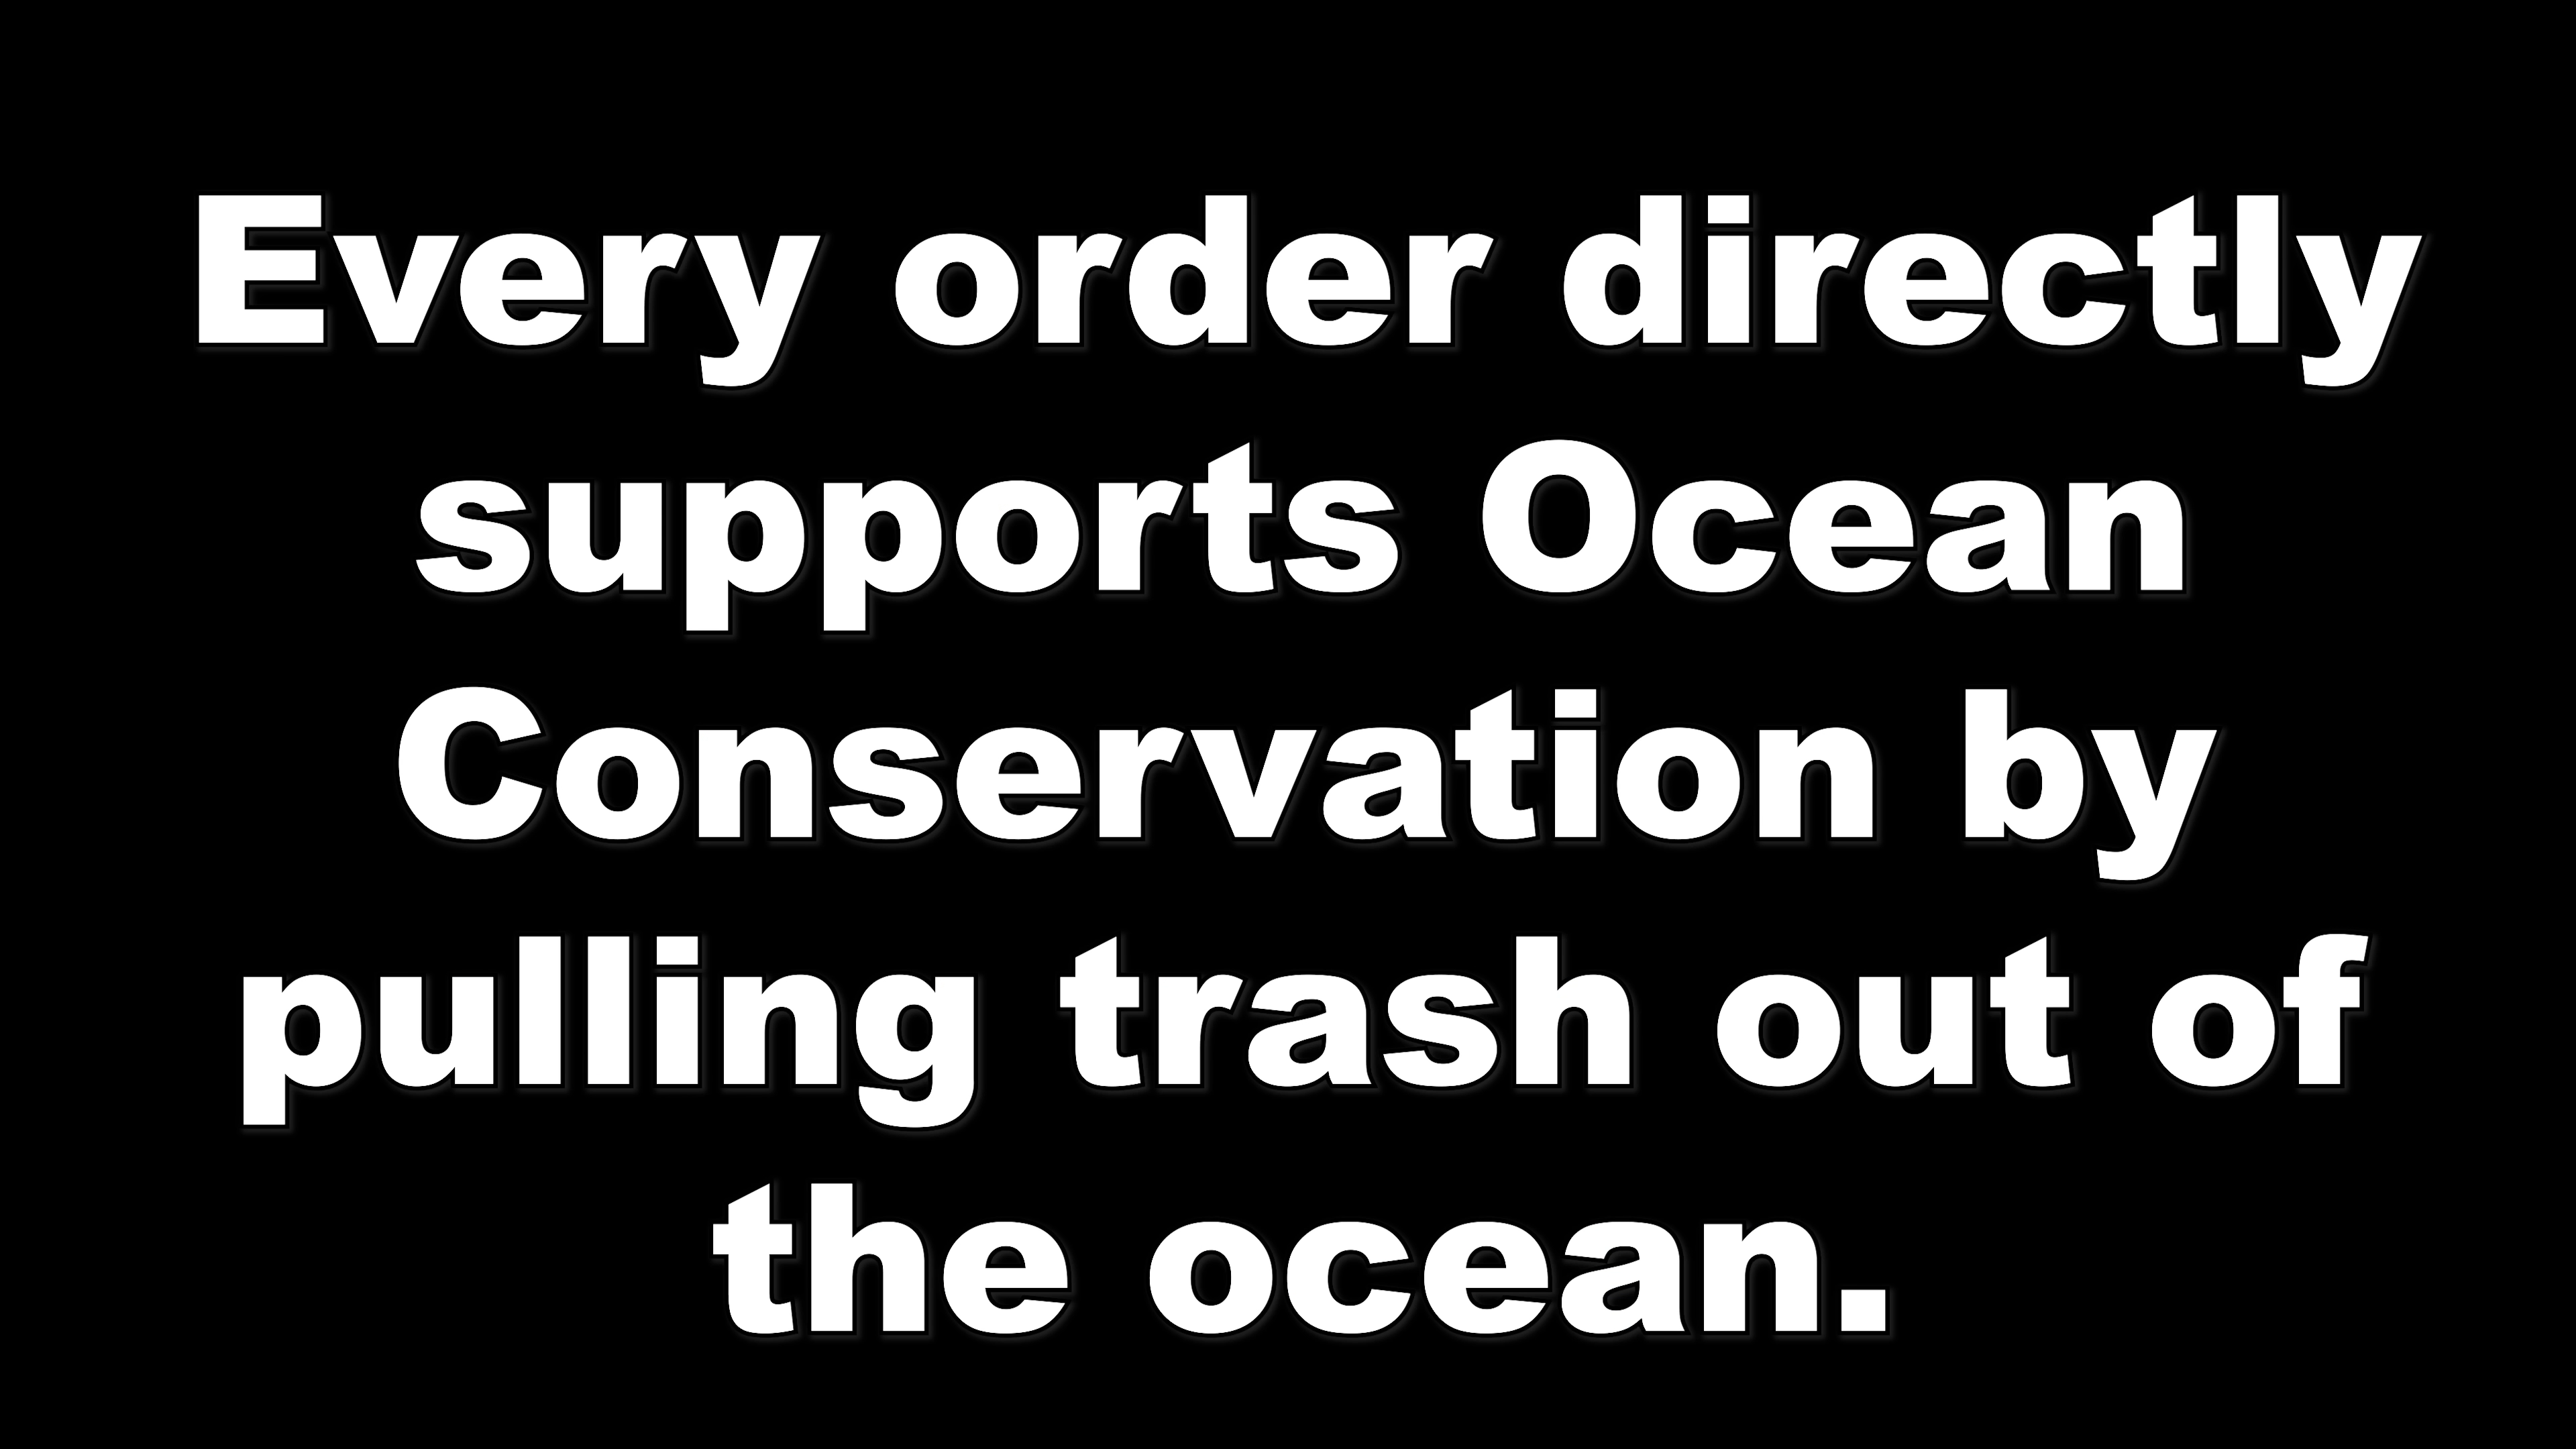 Every order directly
supports Ocean
Conservation by
pulling trash out of
the ocean.